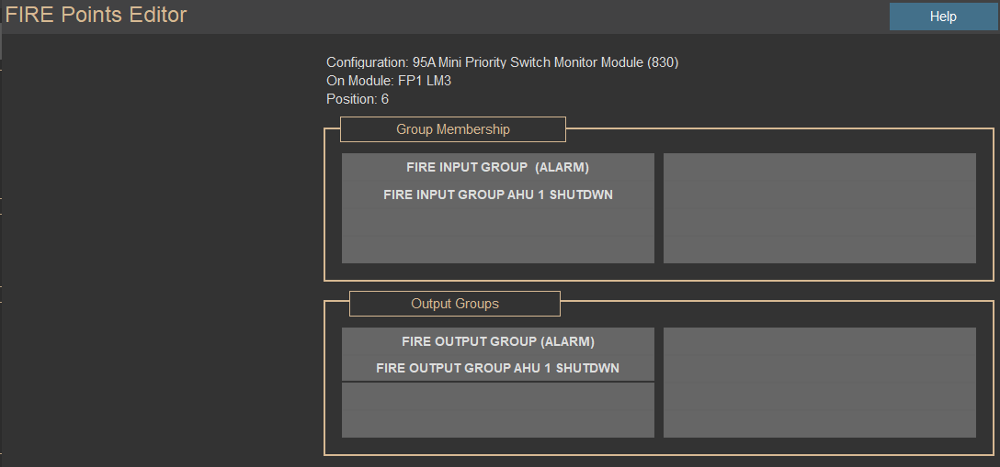 FIRE Points Editor
Help
Configuration: 95A Mini Priority Switch Monitor Module (830)
On Module: FP1 LM3
Position: 6
Group Membership
FIRE INPUT GROUP  (ALARM)
FIRE INPUT GROUP AHU 1 SHUTDWN
Output Groups
FIRE OUTPUT GROUP (ALARM)
FIRE OUTPUT GROUP AHU 1 SHUTDWN